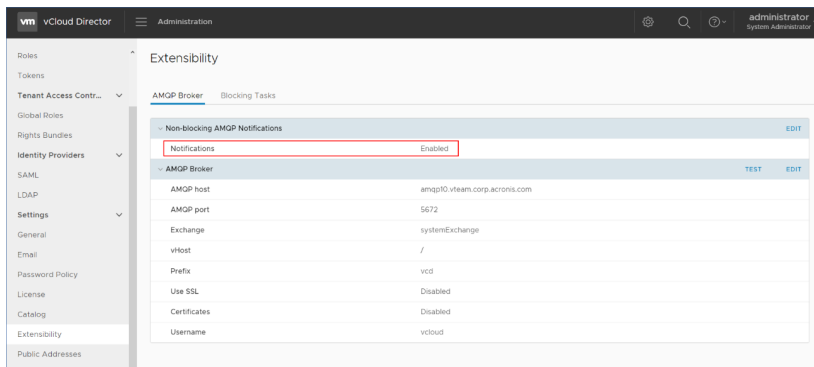 vm vCloud Director Administration administrator
System Administrator
Roles
Tokens
Tenant Access Contr...
Global Roles
Rights Bundles
Identity Providers
SAML
LDAP
Settings
General
Email
Password Policy
License
Catalog
Extensibility
Public Addresses
Extensibility
AMQP Broker Blocking Tasks
Non-blocking AMQP Notifications EDIT
Notifications Enabled
AMQP Broker TEST EDIT
AMQP host amqp10.vteam.corp.acronis.com
AMQP port 5672
Exchange systemExchange
vHost /
Prefix vcd
Use SSL Disabled
Certificates Disabled
Username vcloud